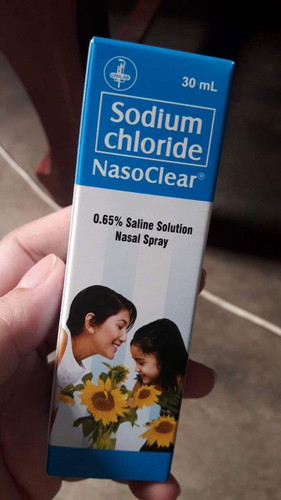 30 mL
Sodium
chloride
NasoClear®
0.65% Saline Solution
Nasal Spray